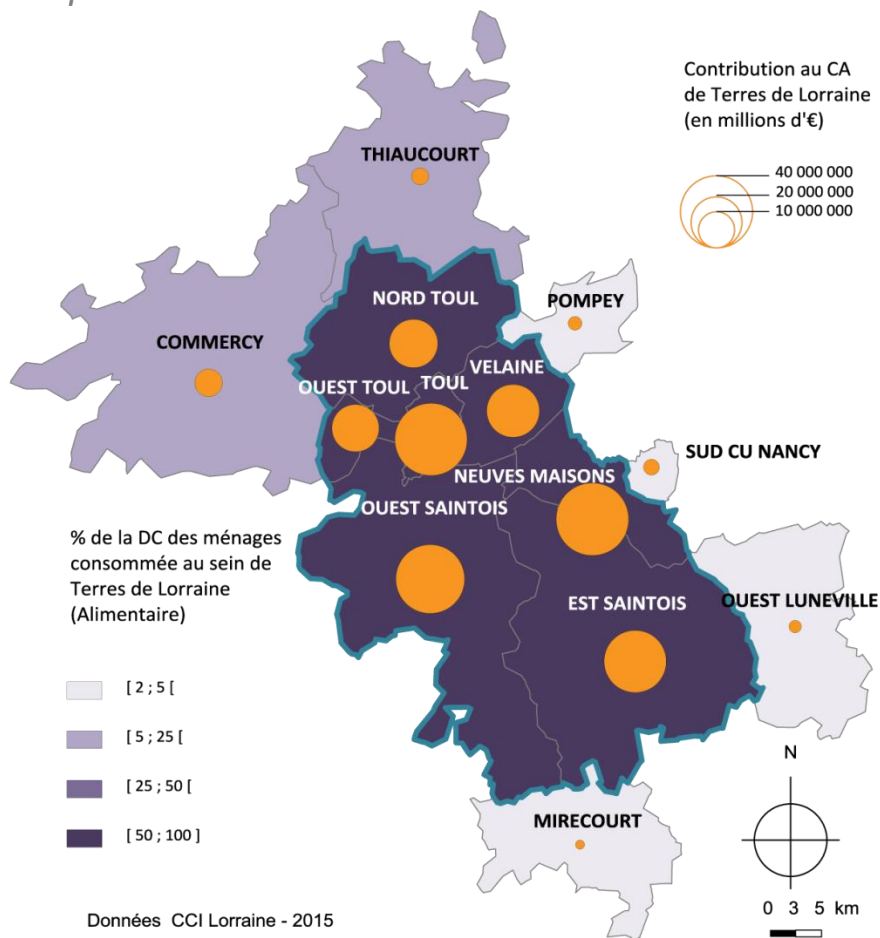 Contribution au CA
de Terres de Lorraine
(en millions d'€)
40 000 000
20 000 000
10 000 000
THIAUCOURT
POMPEY
NORD TOUL
COMMERCY
VELAINE
OUEST TOUL
TOUL
SUD CU NANCY
NEUVES MAISONS
OUEST SAINTOIS
% de la DC des ménages
consommée au sein de
Terres de Lorraine
(Alimentaire)
EST SAINTOIS
OUEST LUNEVILLE
[ 2 ; 5 [
[ 5 ; 25 [
[ 25 ; 50 [
[ 50 ; 100 ]
N
MIRECOURT
0 3 5 km
Données CCI Lorraine - 2015